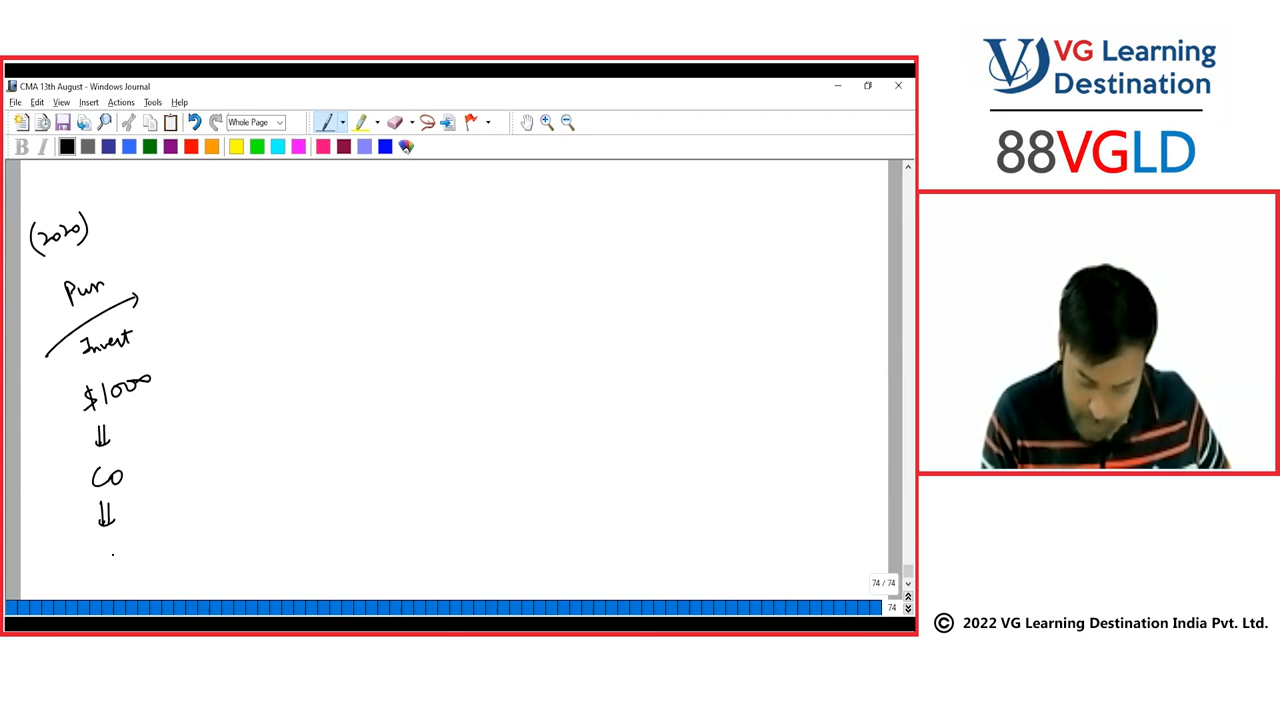 CMA 13th August - Windows Journal
File Edit View Insert Actions Tools Help
Whole Page
B I
(2020)
Pur
Invest
$1000
CO
74 / 74
74
VG Learning
Destination
88VGLD
© 2022 VG Learning Destination India Pvt. Ltd.